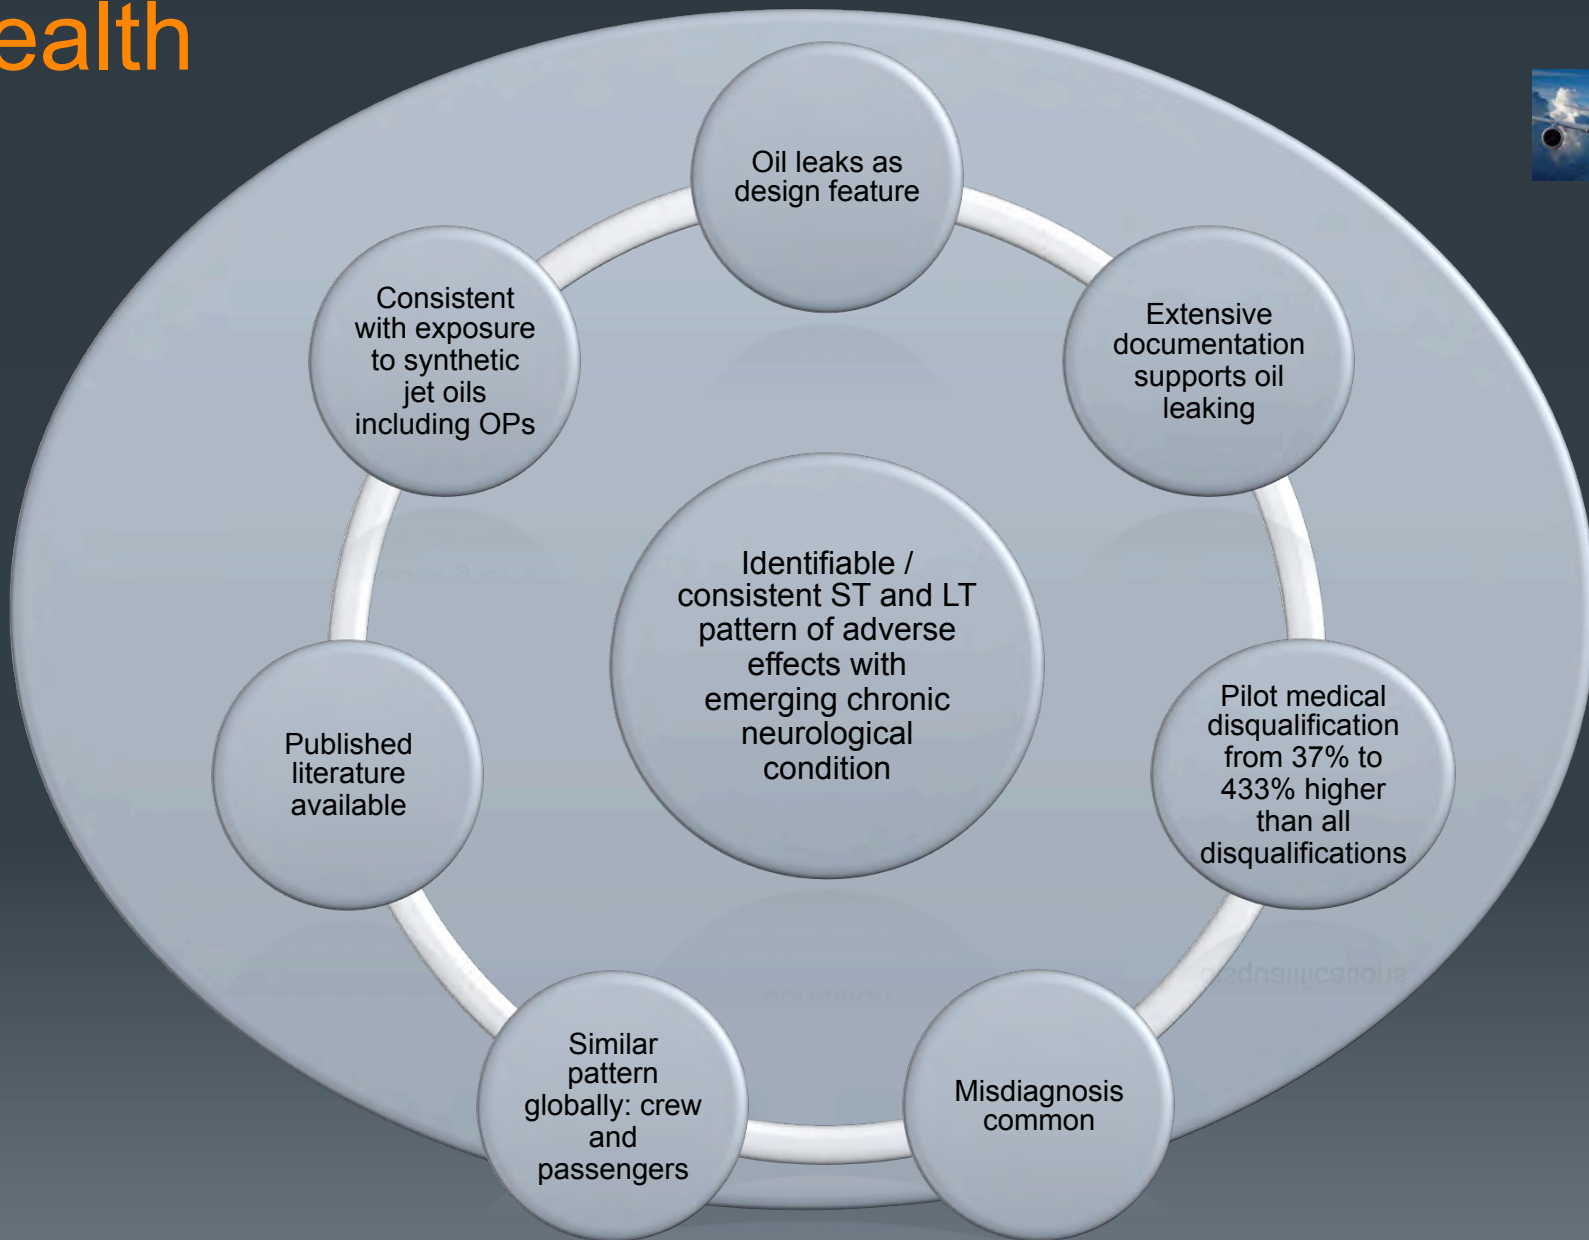 ealth
Oil leaks as
design feature
Extensive
documentation
supports oil
leaking
Pilot medical
disqualification
from 37% to
433% higher
than all
disqualifications
Misdiagnosis
common
Similar
pattern
globally: crew
and
passengers
Published
literature
available
Consistent
with exposure
to synthetic
jet oils
including OPs
Identifiable /
consistent ST and LT
pattern of adverse
effects with
emerging chronic
neurological
condition